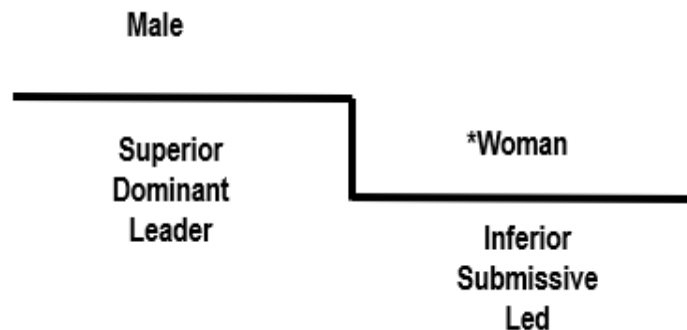 Male
Superior
Dominant
Leader
*Woman
Inferior
Submissive
Led